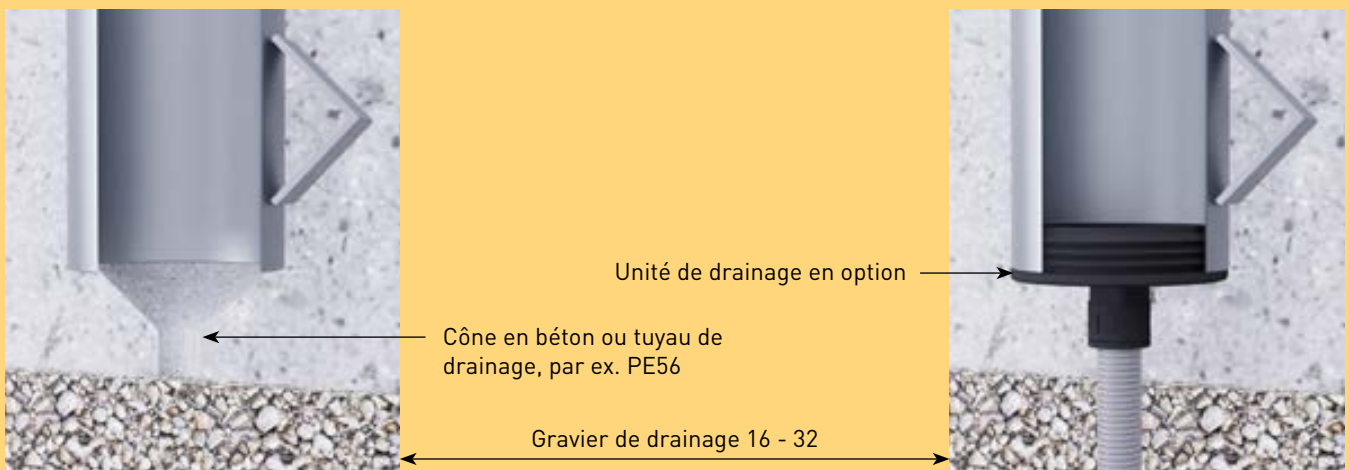 Unité de drainage en option
Cône en béton ou tuyau de
drainage, par ex. PE56
Gravier de drainage 16 - 32